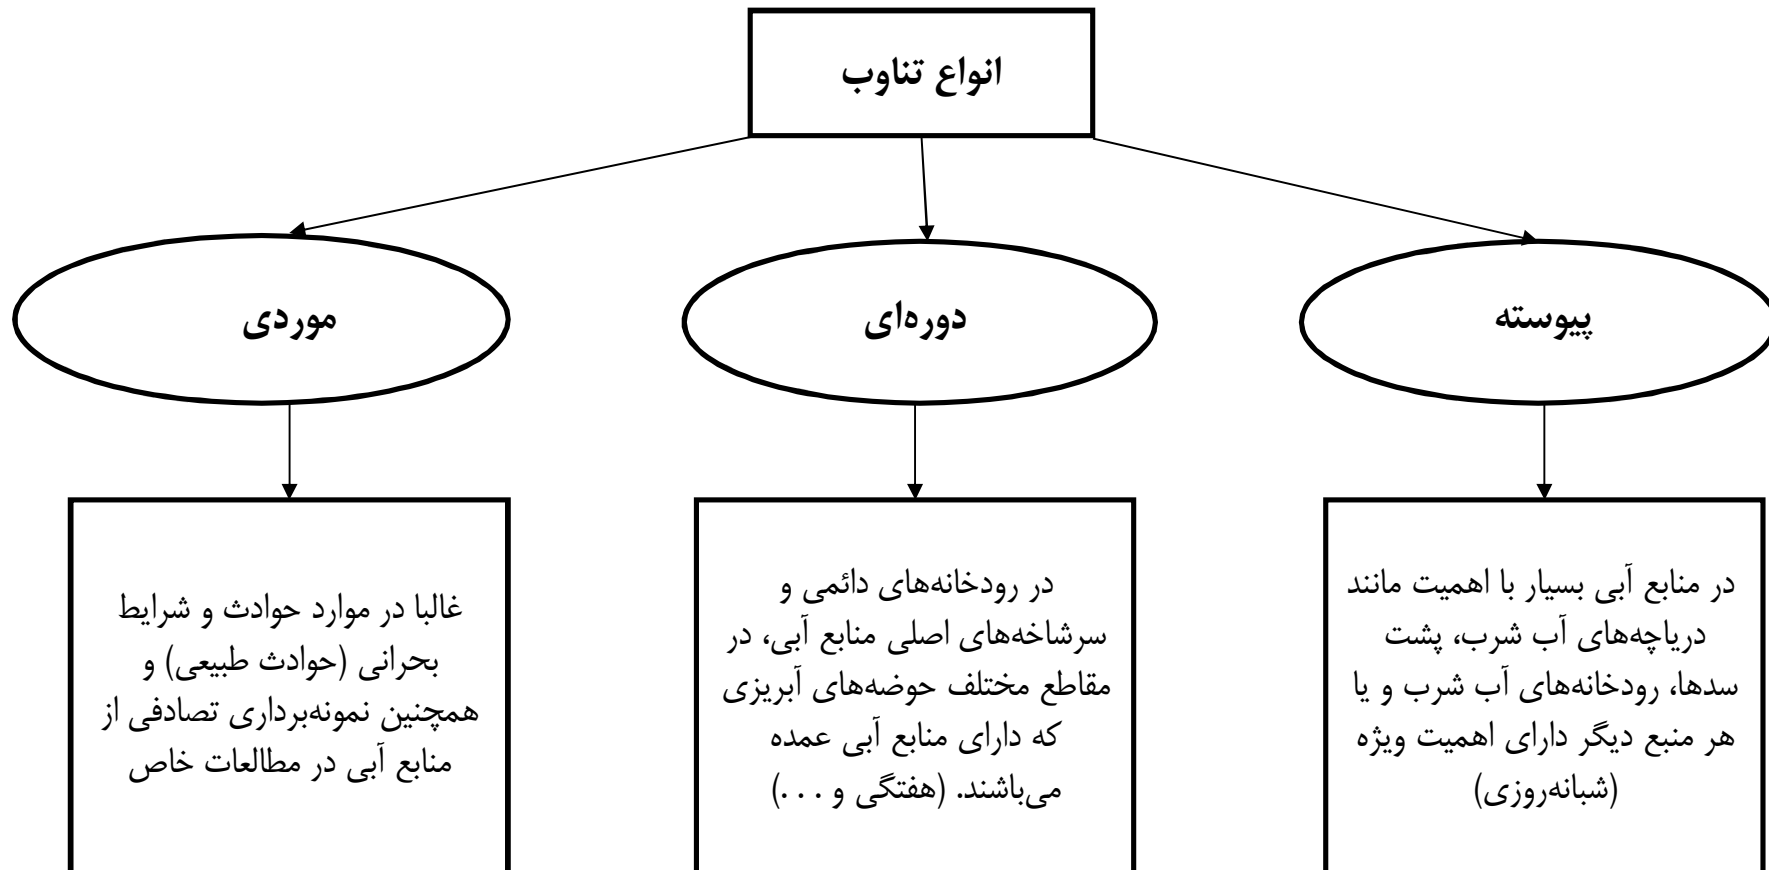 انواع تناوب
پیوسته
دوره‌ای
موردی
در منابع آبی بسیار با اهمیت مانند
دریاچه‌های آب شرب، پشت
سدها، رودخانه‌های آب شرب و یا
هر منبع دیگر دارای اهمیت ویژه
(شبانه‌روزی)
در رودخانه‌های دائمی و
سرشاخه‌های اصلی منابع آبی، در
مقاطع مختلف حوضه‌های آبریزی
که دارای منابع آبی عمده
می‌باشند. (هفتگی و . . .)
غالبا در موارد حوادث و شرایط
بحرانی (حوادث طبیعی) و
همچنین نمونه‌برداری تصادفی از
منابع آبی در مطالعات خاص